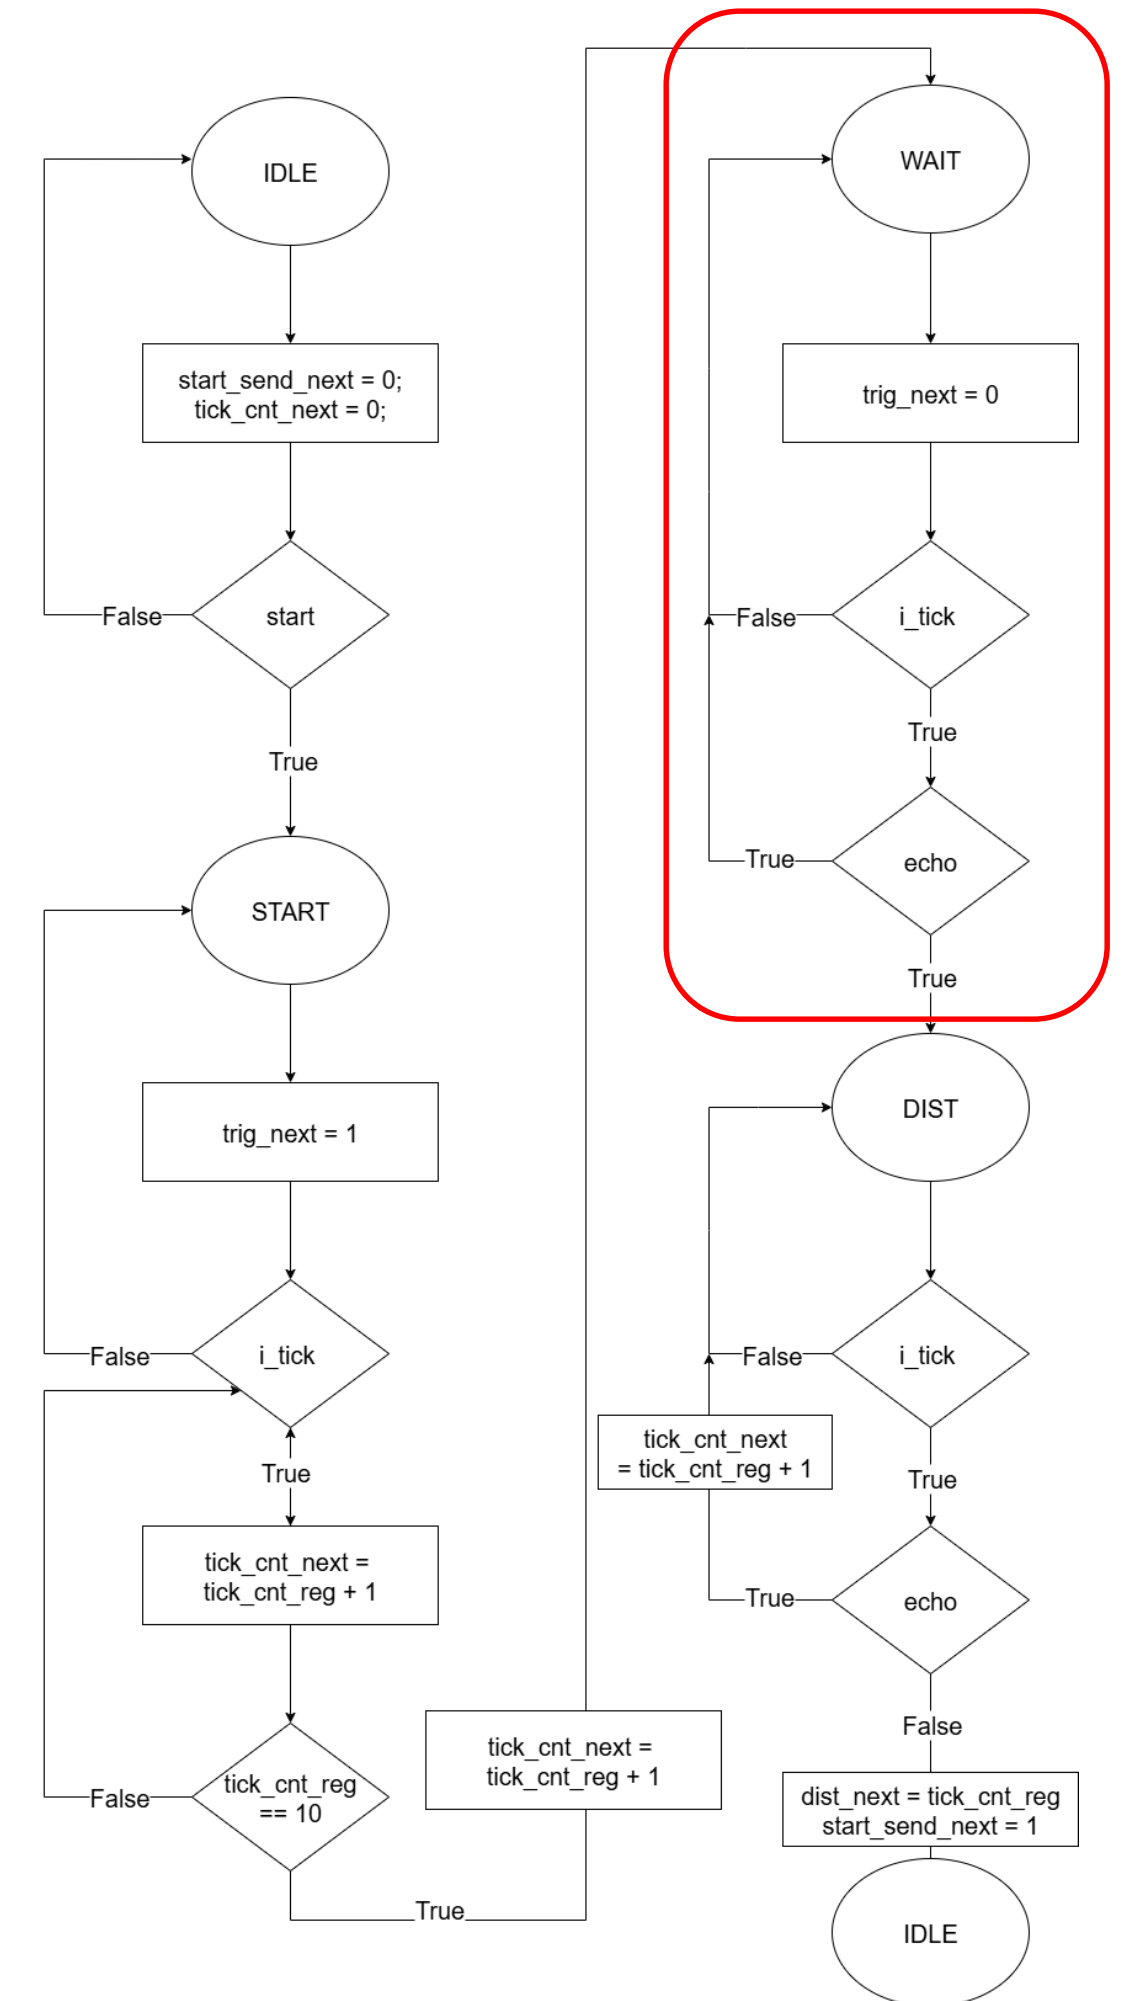 IDLE
start_send_next = 0;
tick_cnt_next = 0;
start
False
True
START
trig_next = 1
i_tick
False
True
tick_cnt_next =
tick_cnt_reg + 1
tick_cnt_reg
== 10
False
True
tick_cnt_next =
tick_cnt_reg + 1
WAIT
trig_next = 0
i_tick
False
True
echo
True
True
DIST
i_tick
False
tick_cnt_next
= tick_cnt_reg + 1
True
echo
True
False
dist_next = tick_cnt_reg
start_send_next = 1
IDLE